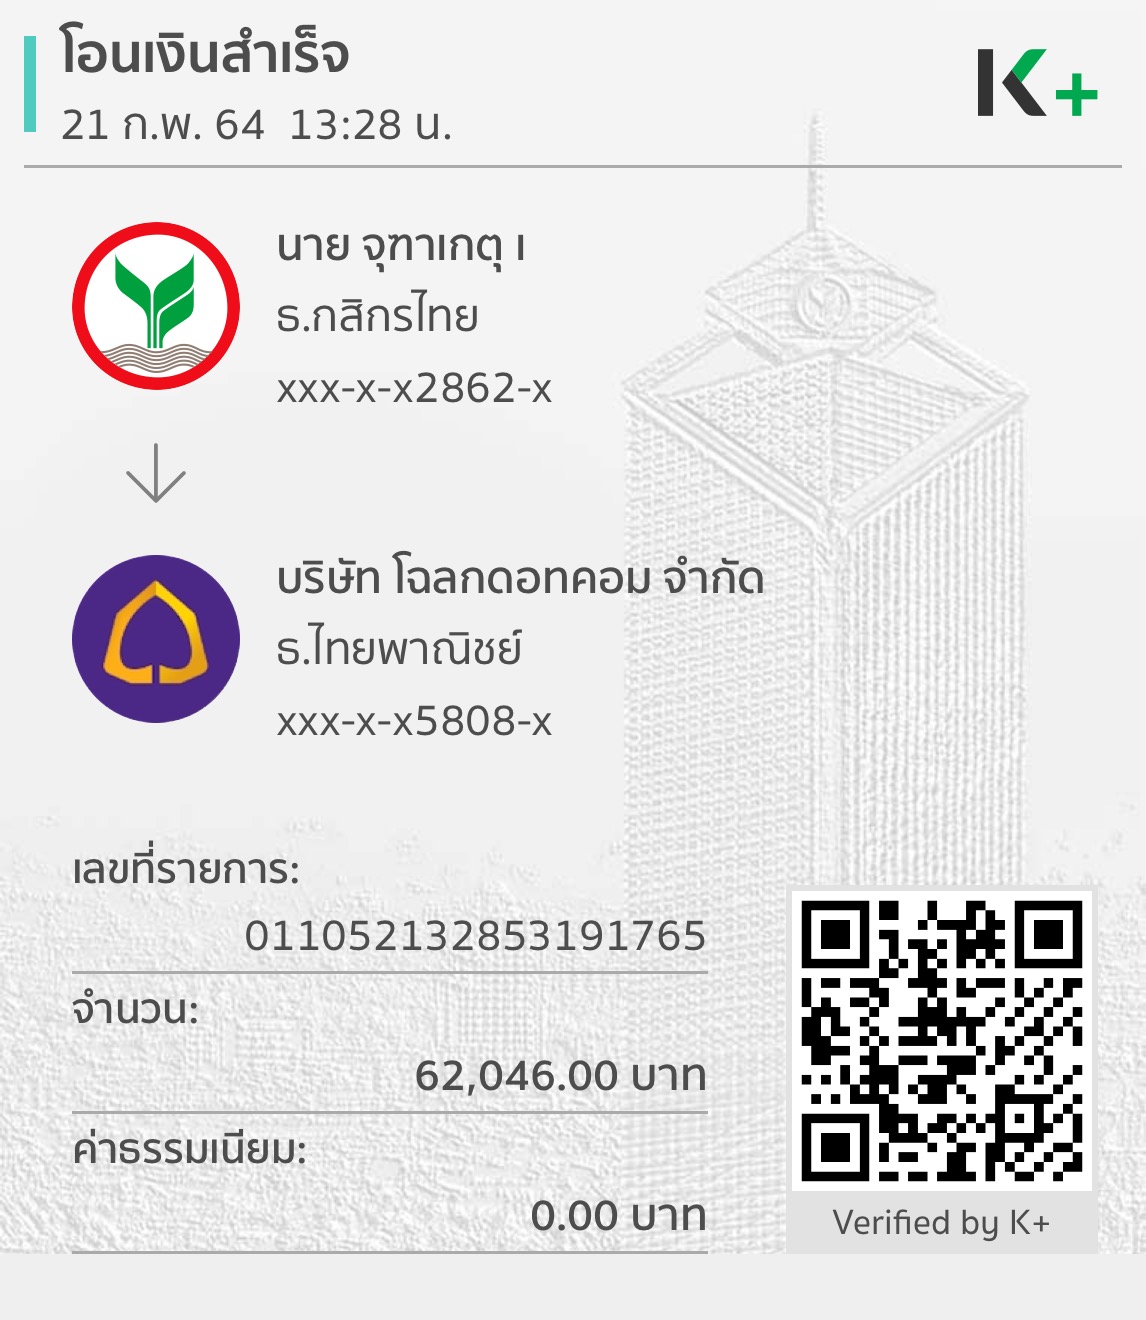 โอนเงินสำเร็จ
21 ก.พ. 64 13:28 น.
K+
นาย จุฑาเกตุ เ
ธ.กสิกรไทย
xxx-x-x2862-x
บริษัท โฉลกดอทคอม จำกัด
ธ.ไทยพาณิชย์
xxx-x-x5808-x
เลขที่รายการ:
011052132853191765
จำนวน:
62,046.00 บาท
ค่าธรรมเนียม:
0.00 บาท
Verified by K+